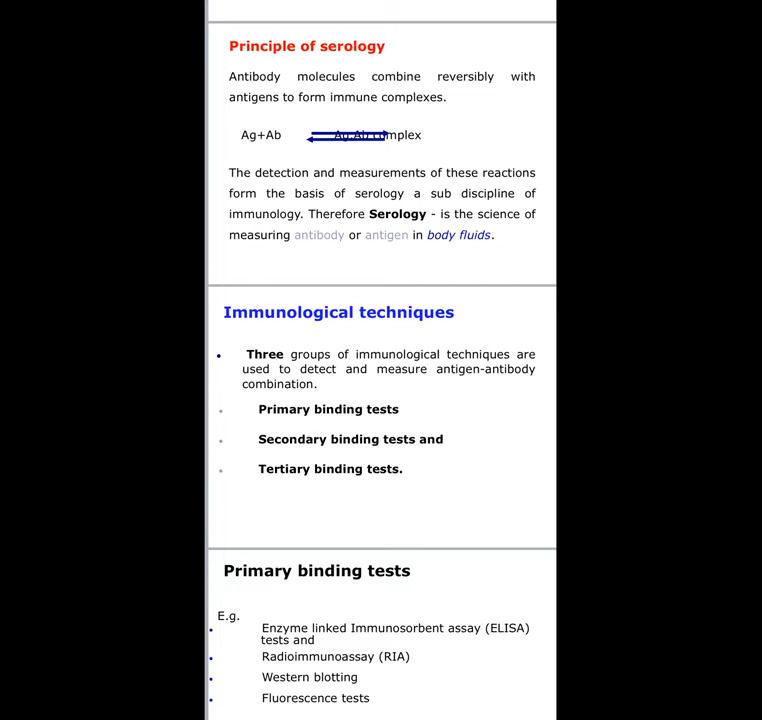 Principle of serology
Antibody molecules combine reversibly with
antigens to form immune complexes.
Ag+Ab Ag:Ab complex
The detection and measurements of these reactions
form the basis of serology a sub discipline of
immunology. Therefore Serology - is the science of
measuring antibody or antigen in body fluids.
Immunological techniques
• Three groups of immunological techniques are
used to detect and measure antigen-antibody
combination.
• Primary binding tests
• Secondary binding tests and
• Tertiary binding tests.
Primary binding tests
E.g.
• Enzyme linked Immunosorbent assay (ELISA)
tests and
• Radioimmunoassay (RIA)
• Western blotting
• Fluorescence tests